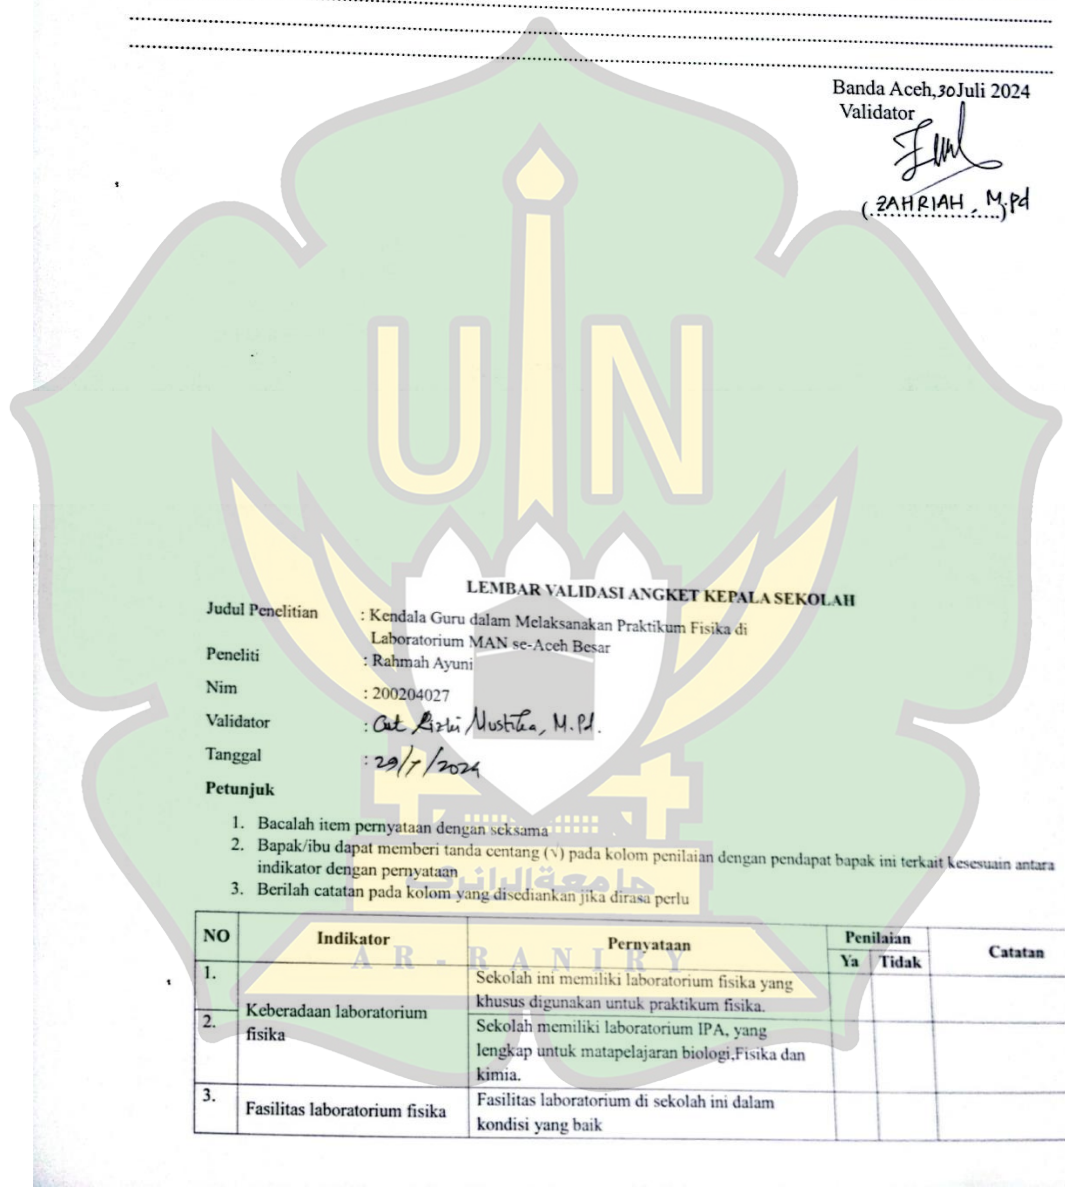 Banda Aceh,30Juli 2024
Validator
(ZAHRIAH, M.Pd)
UIN
LEMBAR VALIDASI ANGKET KEPALA SEKOLAH
Judul Penelitian : Kendala Guru dalam Melaksanakan Praktikum Fisika di
Laboratorium MAN se-Aceh Besar
Peneliti : Rahmah Ayuni
Nim : 200204027
Validator : Cut Rizki Mustika, M.Pd.
Tanggal : 29/7/2024
Petunjuk
1. Bacalah item pernyataan dengan seksama
2. Bapak/ibu dapat memberi tanda centang (√) pada kolom penilaian dengan pendapat bapak ini terkait kesesuain antara
indikator dengan pernyataan
3. Berilah catatan pada kolom yang disediankan jika dirasa perlu
جامعة الرانري
AR-RANIRY
NO Indikator Pernyataan Penilaian Catatan
Ya Tidak
1. Keberadaan laboratorium fisika Sekolah ini memiliki laboratorium fisika yang
khusus digunakan untuk praktikum fisika.
2. Sekolah memiliki laboratorium IPA, yang
lengkap untuk matapelajaran biologi,Fisika dan
kimia.
3. Fasilitas laboratorium fisika Fasilitas laboratorium di sekolah ini dalam
kondisi yang baik